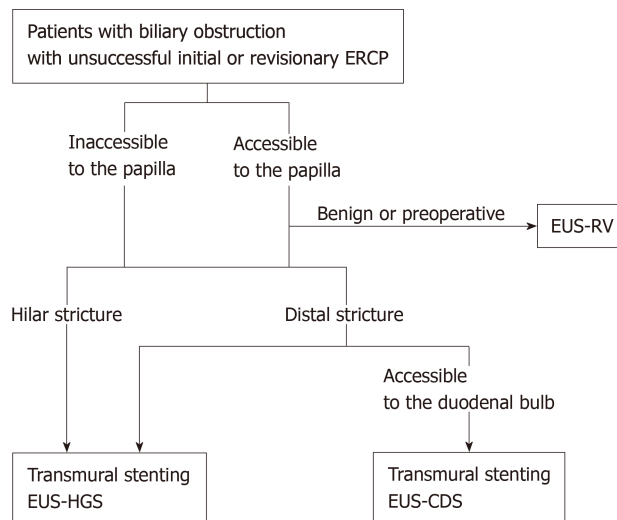 Patients with biliary obstruction
with unsuccessful initial or revisionary ERCP
Inaccessible
to the papilla
Accessible
to the papilla
Benign or preoperative
EUS-RV
Hilar stricture
Distal stricture
Accessible
to the duodenal bulb
Transmural stenting
EUS-HGS
Transmural stenting
EUS-CDS